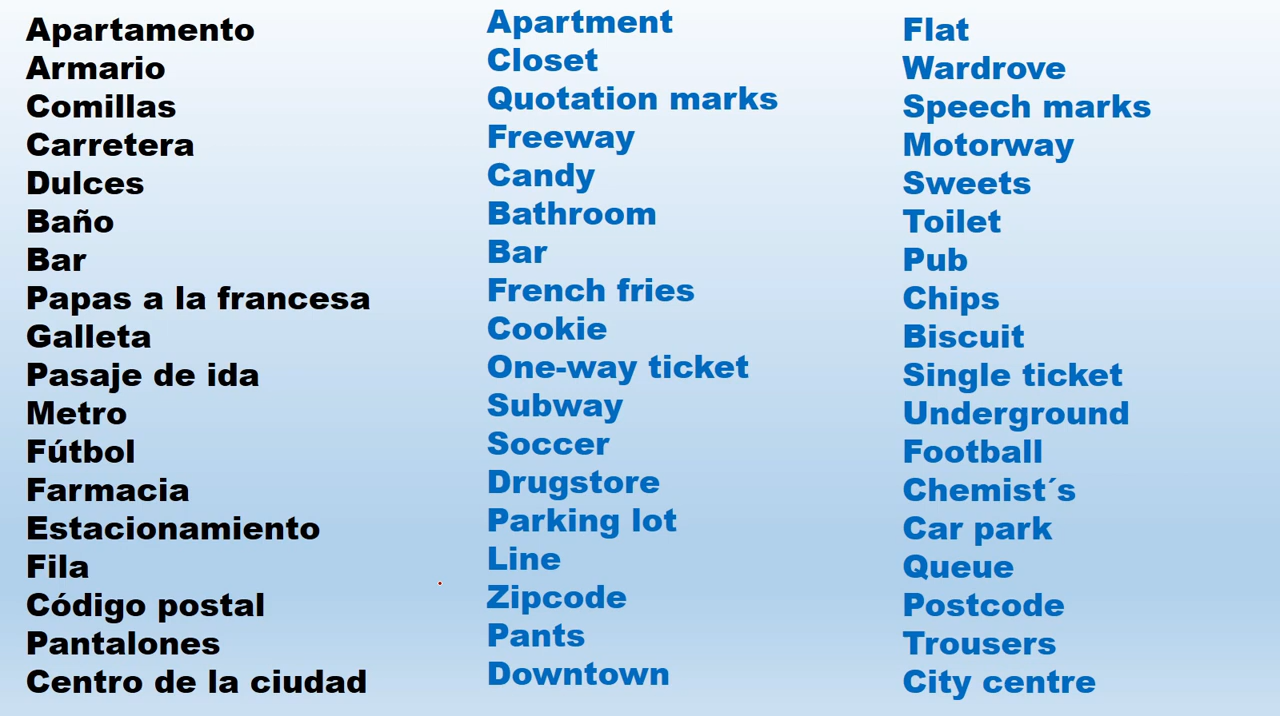 Apartamento
Armario
Comillas
Carretera
Dulces
Baño
Bar
Papas a la francesa
Galleta
Pasaje de ida
Metro
Fútbol
Farmacia
Estacionamiento
Fila
Código postal
Pantalones
Centro de la ciudad
Apartment
Closet
Quotation marks
Freeway
Candy
Bathroom
Bar
French fries
Cookie
One-way ticket
Subway
Soccer
Drugstore
Parking lot
Line
Zipcode
Pants
Downtown
Flat
Wardrove
Speech marks
Motorway
Sweets
Toilet
Pub
Chips
Biscuit
Single ticket
Underground
Football
Chemist´s
Car park
Queue
Postcode
Trousers
City centre